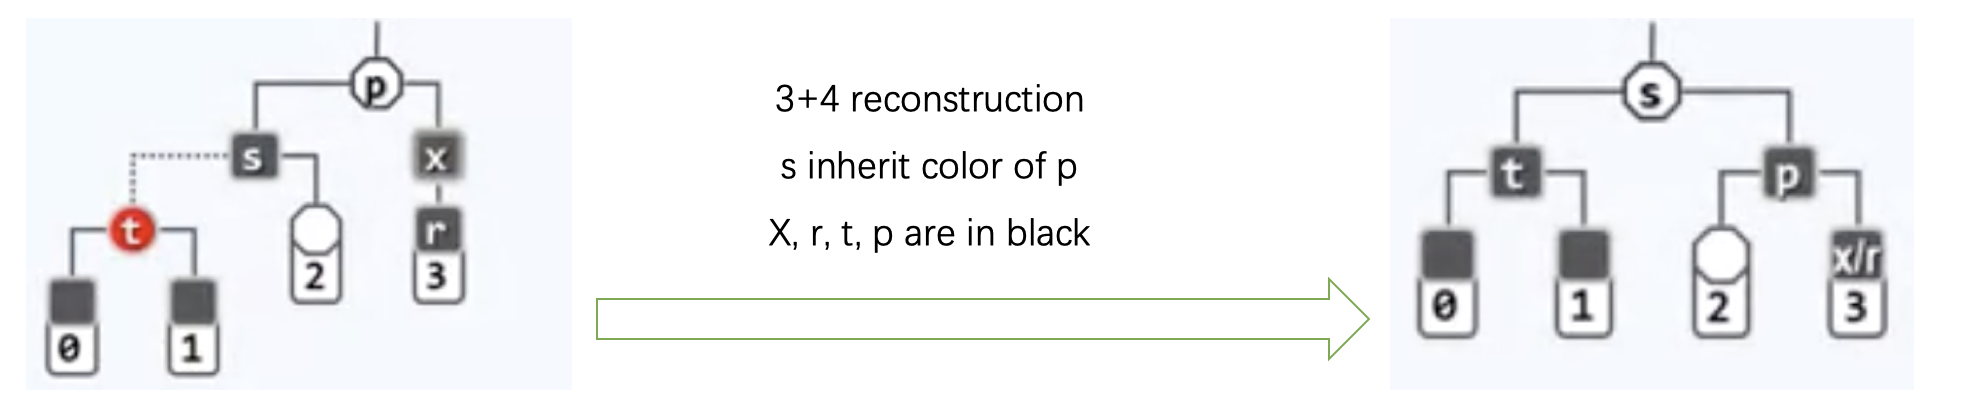 p
s
x
t
r
2
3
0
1
3+4 reconstruction
s inherit color of p
X, r, t, p are in black
s
t
p
x/r
0
1
2
3